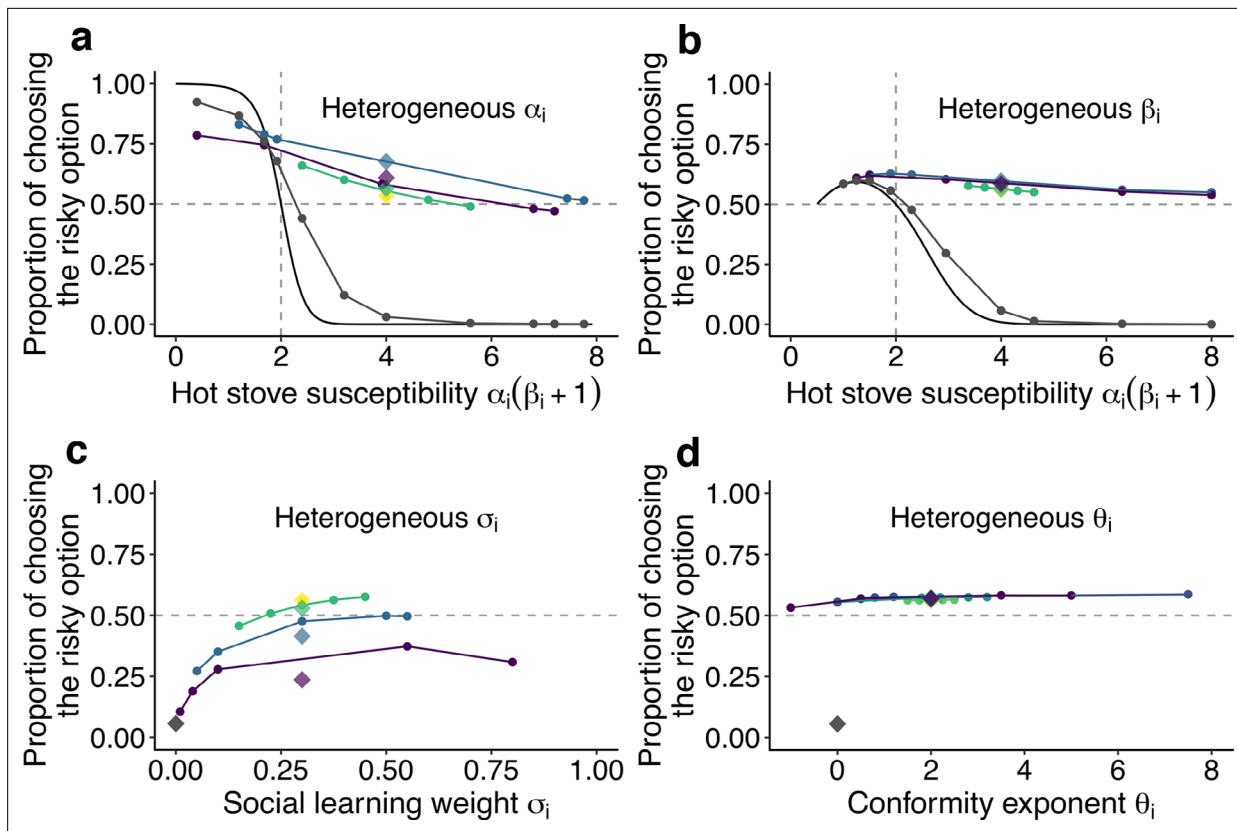 a
Proportion of choosing
the risky option
1.00
0.75
0.50
0.25
0.00
Heterogeneous αi
0 2 4 6 8
Hot stove susceptibility αi(βi + 1)
b
Proportion of choosing
the risky option
1.00
0.75
0.50
0.25
0.00
Heterogeneous βi
0 2 4 6 8
Hot stove susceptibility αi(βi + 1)
c
Proportion of choosing
the risky option
1.00
0.75
0.50
0.25
0.00
Heterogeneous σi
0.00 0.25 0.50 0.75 1.00
Social learning weight σi
d
Proportion of choosing
the risky option
1.00
0.75
0.50
0.25
0.00
Heterogeneous θi
0 2 4 6 8
Conformity exponent θi